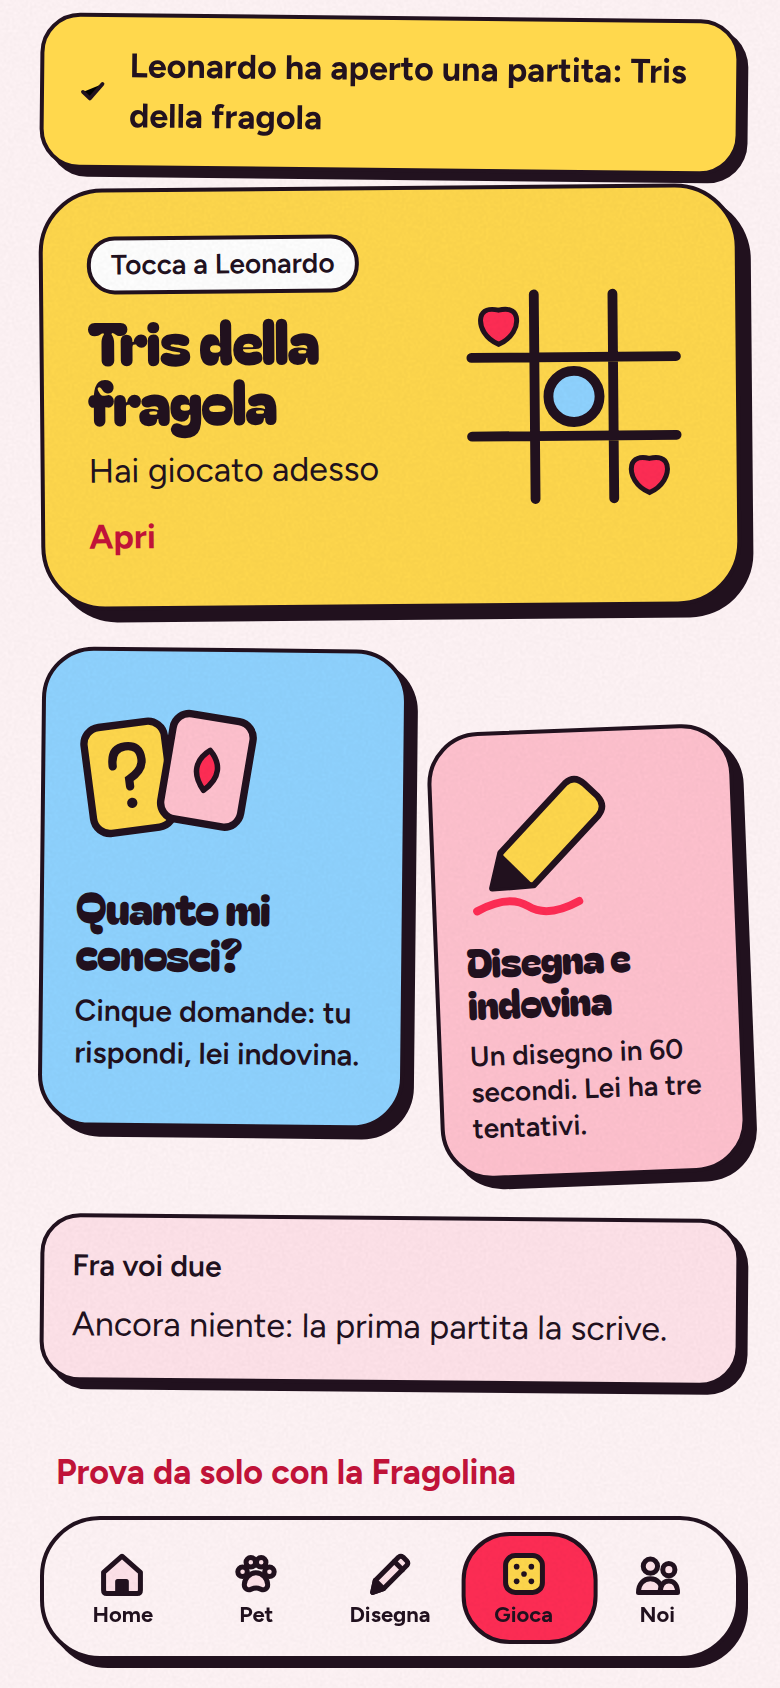 Leonardo ha aperto una partita: Tris
della fragola
Tocca a Leonardo
Tris della
fragola
Hai giocato adesso
Apri
?
Quanto mi
conosci?
Cinque domande: tu
rispondi, lei indovina.
Disegna e
indovina
Un disegno in 60
secondi. Lei ha tre
tentativi.
Fra voi due
Ancora niente: la prima partita la scrive.
Prova da solo con la Fragolina
Home
Pet
Disegna
Gioca
Noi